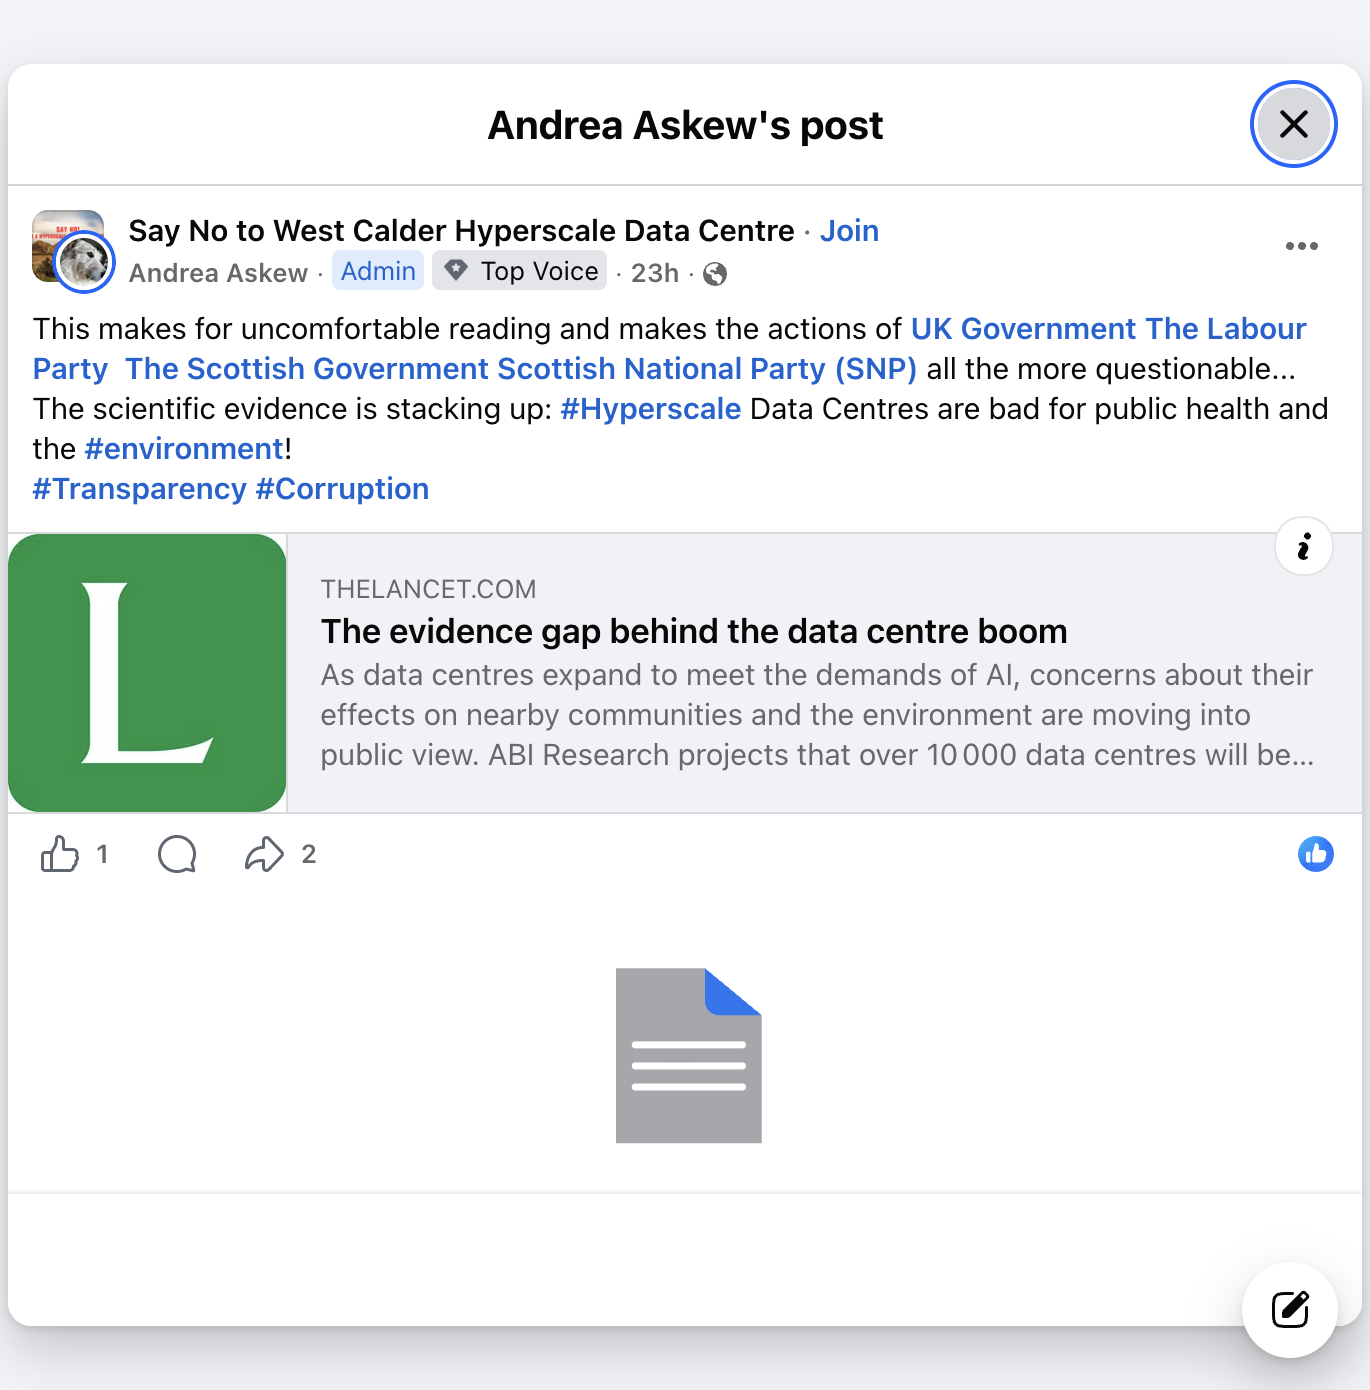 Andrea Askew's post
Say No to West Calder Hyperscale Data Centre · Join
Andrea Askew · Admin Top Voice · 23h ·
This makes for uncomfortable reading and makes the actions of UK Government The Labour
Party The Scottish Government Scottish National Party (SNP) all the more questionable...
The scientific evidence is stacking up: #Hyperscale Data Centres are bad for public health and
the #environment!
#Transparency #Corruption
L
THELANCET.COM
The evidence gap behind the data centre boom
As data centres expand to meet the demands of AI, concerns about their
effects on nearby communities and the environment are moving into
public view. ABI Research projects that over 10 000 data centres will be...
1
2